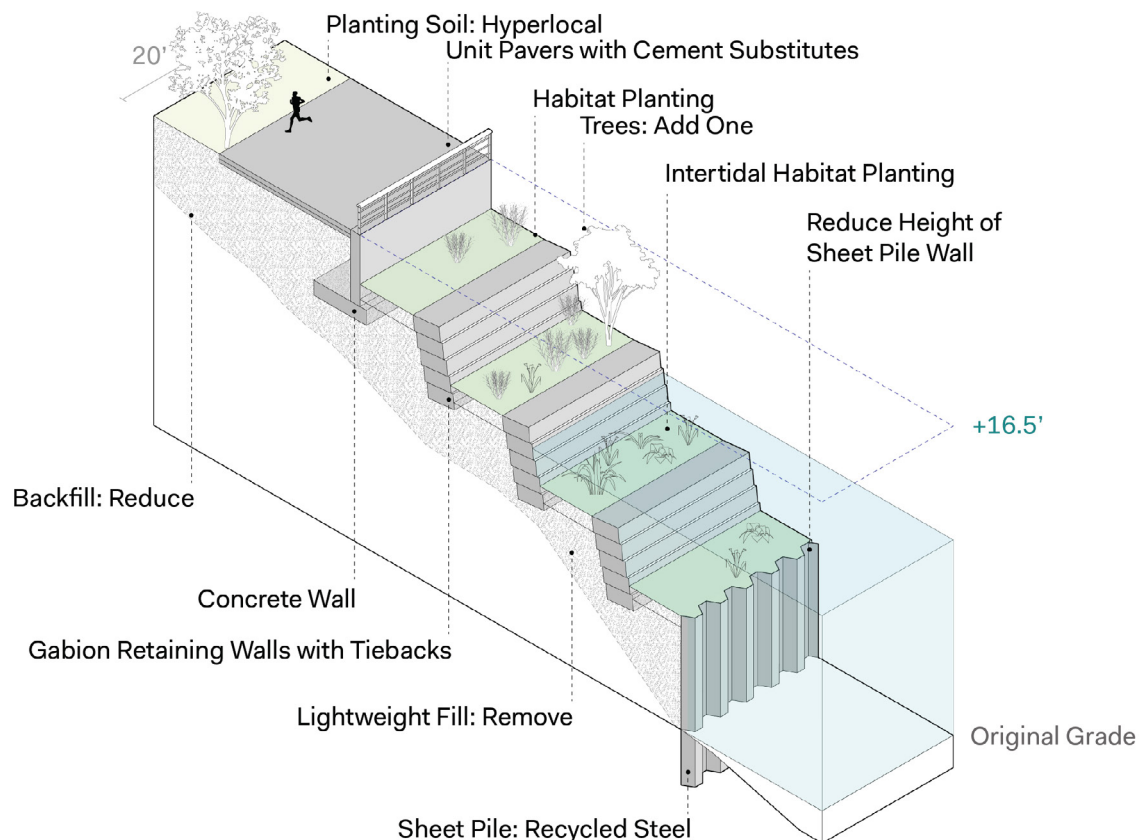 Planting Soil: Hyperlocal
20’
Unit Pavers with Cement Substitutes
Habitat Planting
Trees: Add One
Intertidal Habitat Planting
Reduce Height of
Sheet Pile Wall
+16.5’
Backfill: Reduce
Concrete Wall
Gabion Retaining Walls with Tiebacks
Lightweight Fill: Remove
Original Grade
Sheet Pile: Recycled Steel